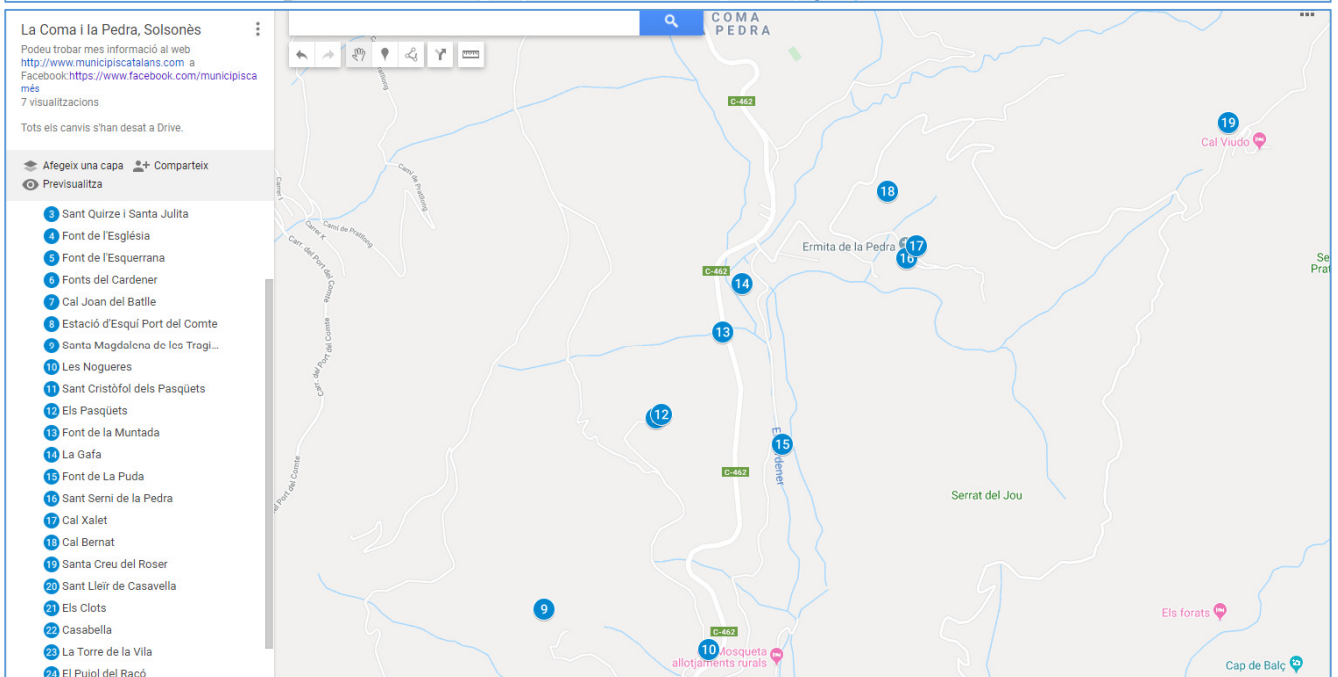 La Coma i la Pedra, Solsonès
Podeu trobar mes informació al web
http://www.municipiscatalans.com a
Facebook:https://www.facebook.com/municipisca
més
7 visualitzacions
Tots els canvis s'han desat a Drive.
Afegeix una capa
Comparteix
Previsualitza
3 Sant Quirze i Santa Julita
4 Font de l'Església
5 Font de l'Esquerrana
6 Fonts del Cardener
7 Cal Joan del Batlle
8 Estació d'Esquí Port del Comte
9 Santa Magdalena de les Tragi...
10 Les Nogueres
11 Sant Cristòfol dels Pasqüets
12 Els Pasqüets
13 Font de la Muntada
14 La Gafa
15 Font de La Puda
16 Sant Serni de la Pedra
17 Cal Xalet
18 Cal Bernat
19 Santa Creu del Roser
20 Sant Lleïr de Casavella
21 Els Clots
22 Casabella
23 La Torre de la Vila
24 El Pujol del Racó
COMA
PEDRA
C-462
19
Cal Viudo
Camí de Pratllong
18
Carrer X
Camí de Pratllong
Ermita de la Pedra
17
16
Carr. del Port del Comte
C-462
14
13
Carr. del Port del Comte
12
15
C-462
Serrat del Jou
9
Els forats
C-462
10
Mosqueta
allotjaments rurals
Cap de Balç